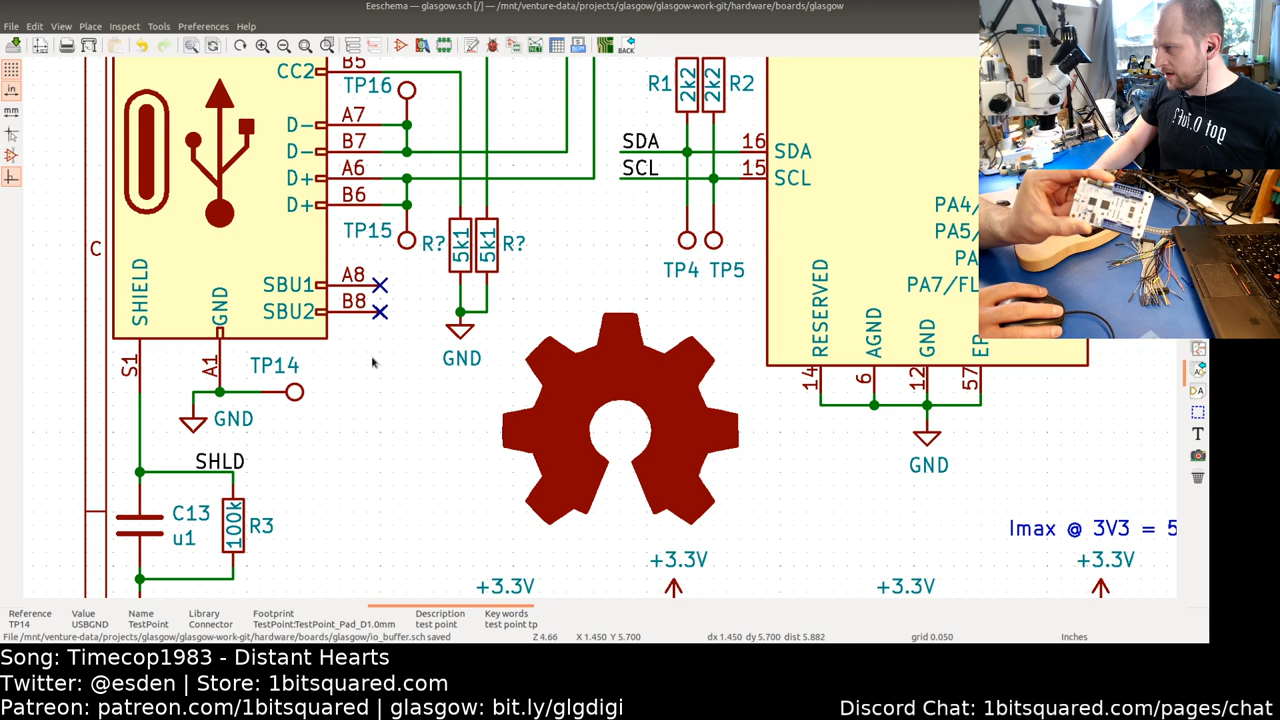 Eeschema — glasgow.sch [/] — /mnt/venture-data/projects/glasgow/glasgow-work-git/hardware/boards/glasgow
File Edit View Place Inspect Tools Preferences Help
BACK
in
mm
CC2 B5
TP16
D- A7
D- B7
D+ A6
D+ B6
TP15
R? 5k1 5k1 R?
SBU1 A8
SBU2 B8
GND
SHIELD
GND
C
S1
A1
TP14
GND
SHLD
C13
u1
100k
R3
R1 2k2 2k2 R2
SDA 16 SDA
SCL 15 SCL
TP4 TP5
PA4/
PA5/
PA
PA7/FL
RESERVED
AGND
GND
14
6
12
57
GND
Imax @ 3V3 = 5
+3.3V
+3.3V
+3.3V
+3.3V
Reference Value Name Library Footprint Description Key words
TP14 USBGND TestPoint Connector TestPoint:TestPoint_Pad_D1.0mm test point test point tp
File /mnt/venture-data/projects/glasgow/glasgow-work-git/hardware/boards/glasgow/io_buffer.sch saved Z 4.66 X 1.450 Y 5.700 dx 1.450 dy 5.700 dist 5.882 grid 0.050 Inches
Song: Timecop1983 - Distant Hearts
Twitter: @esden | Store: 1bitsquared.com
Patreon: patreon.com/1bitsquared | glasgow: bit.ly/glgdigi
Discord Chat: 1bitsquared.com/pages/chat